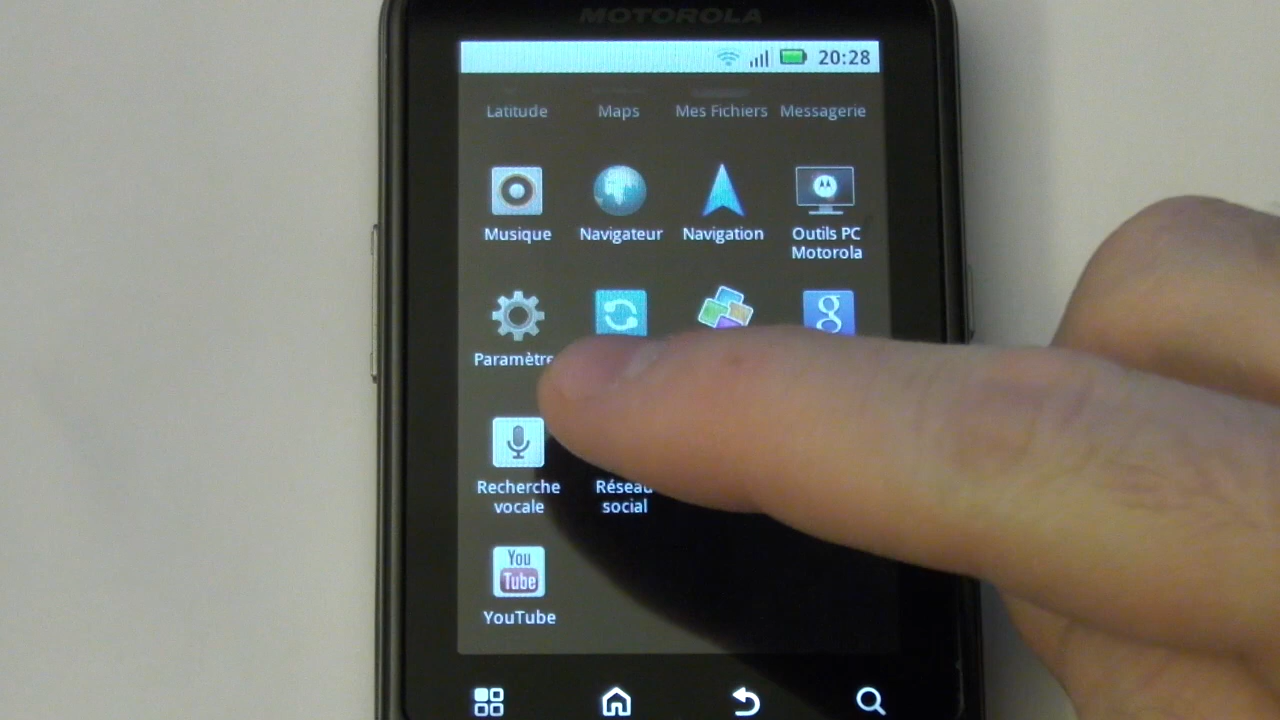 MOTOROLA
20:28
Latitude Maps Mes Fichiers Messagerie
Musique Navigateur Navigation Outils PC
Motorola
g
Paramètre
Recherche Réseau
vocale social
You
Tube
YouTube